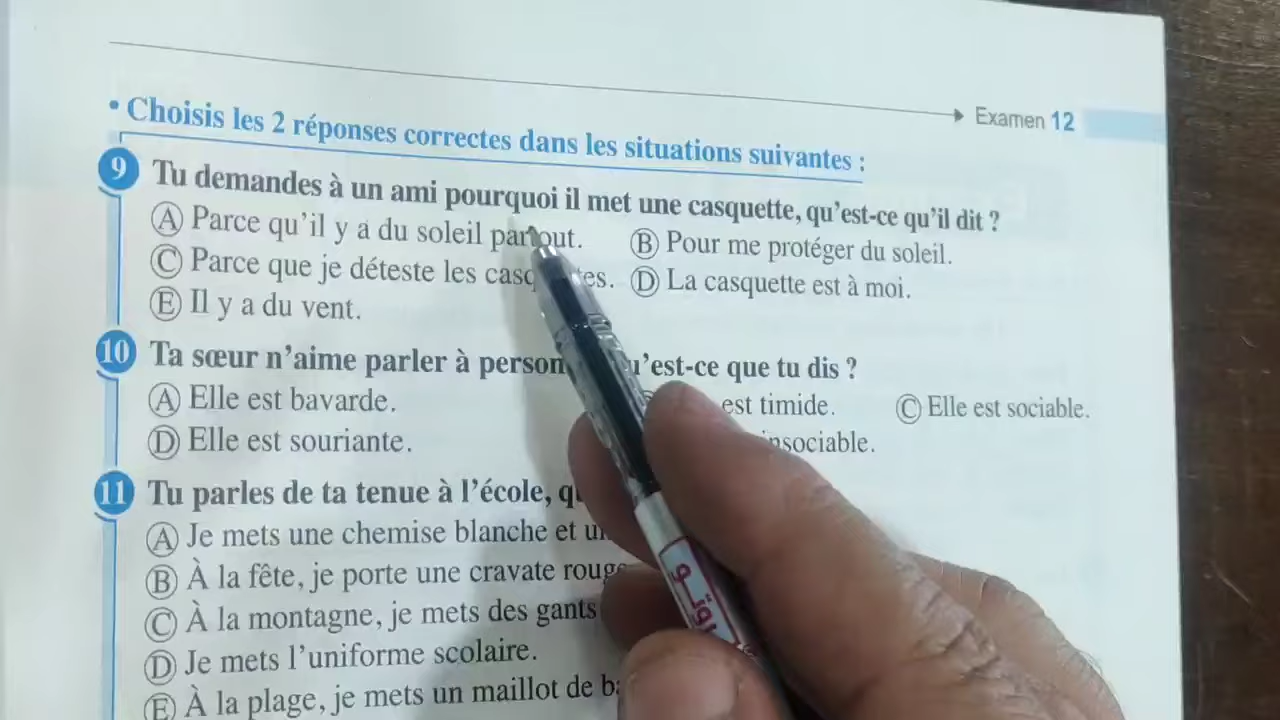 Examen 12
• Choisis les 2 réponses correctes dans les situations suivantes :
9 Tu demandes à un ami pourquoi il met une casquette, qu'est-ce qu'il dit ?
A Parce qu'il y a du soleil partout. B Pour me protéger du soleil.
C Parce que je déteste les D La casquette est à moi.
E Il y a du vent.
10 Ta sœur n'aime parler à est-ce que tu dis ?
A Elle est bavarde. est timide. C Elle est sociable.
D Elle est souriante. insociable.
11 Tu parles de ta tenue à l'école,
A Je mets une chemise blanche et
B À la fête, je porte une cravate
C À la montagne, je mets des gants
D Je mets l'uniforme scolaire.
E À la plage, je mets un maillot de